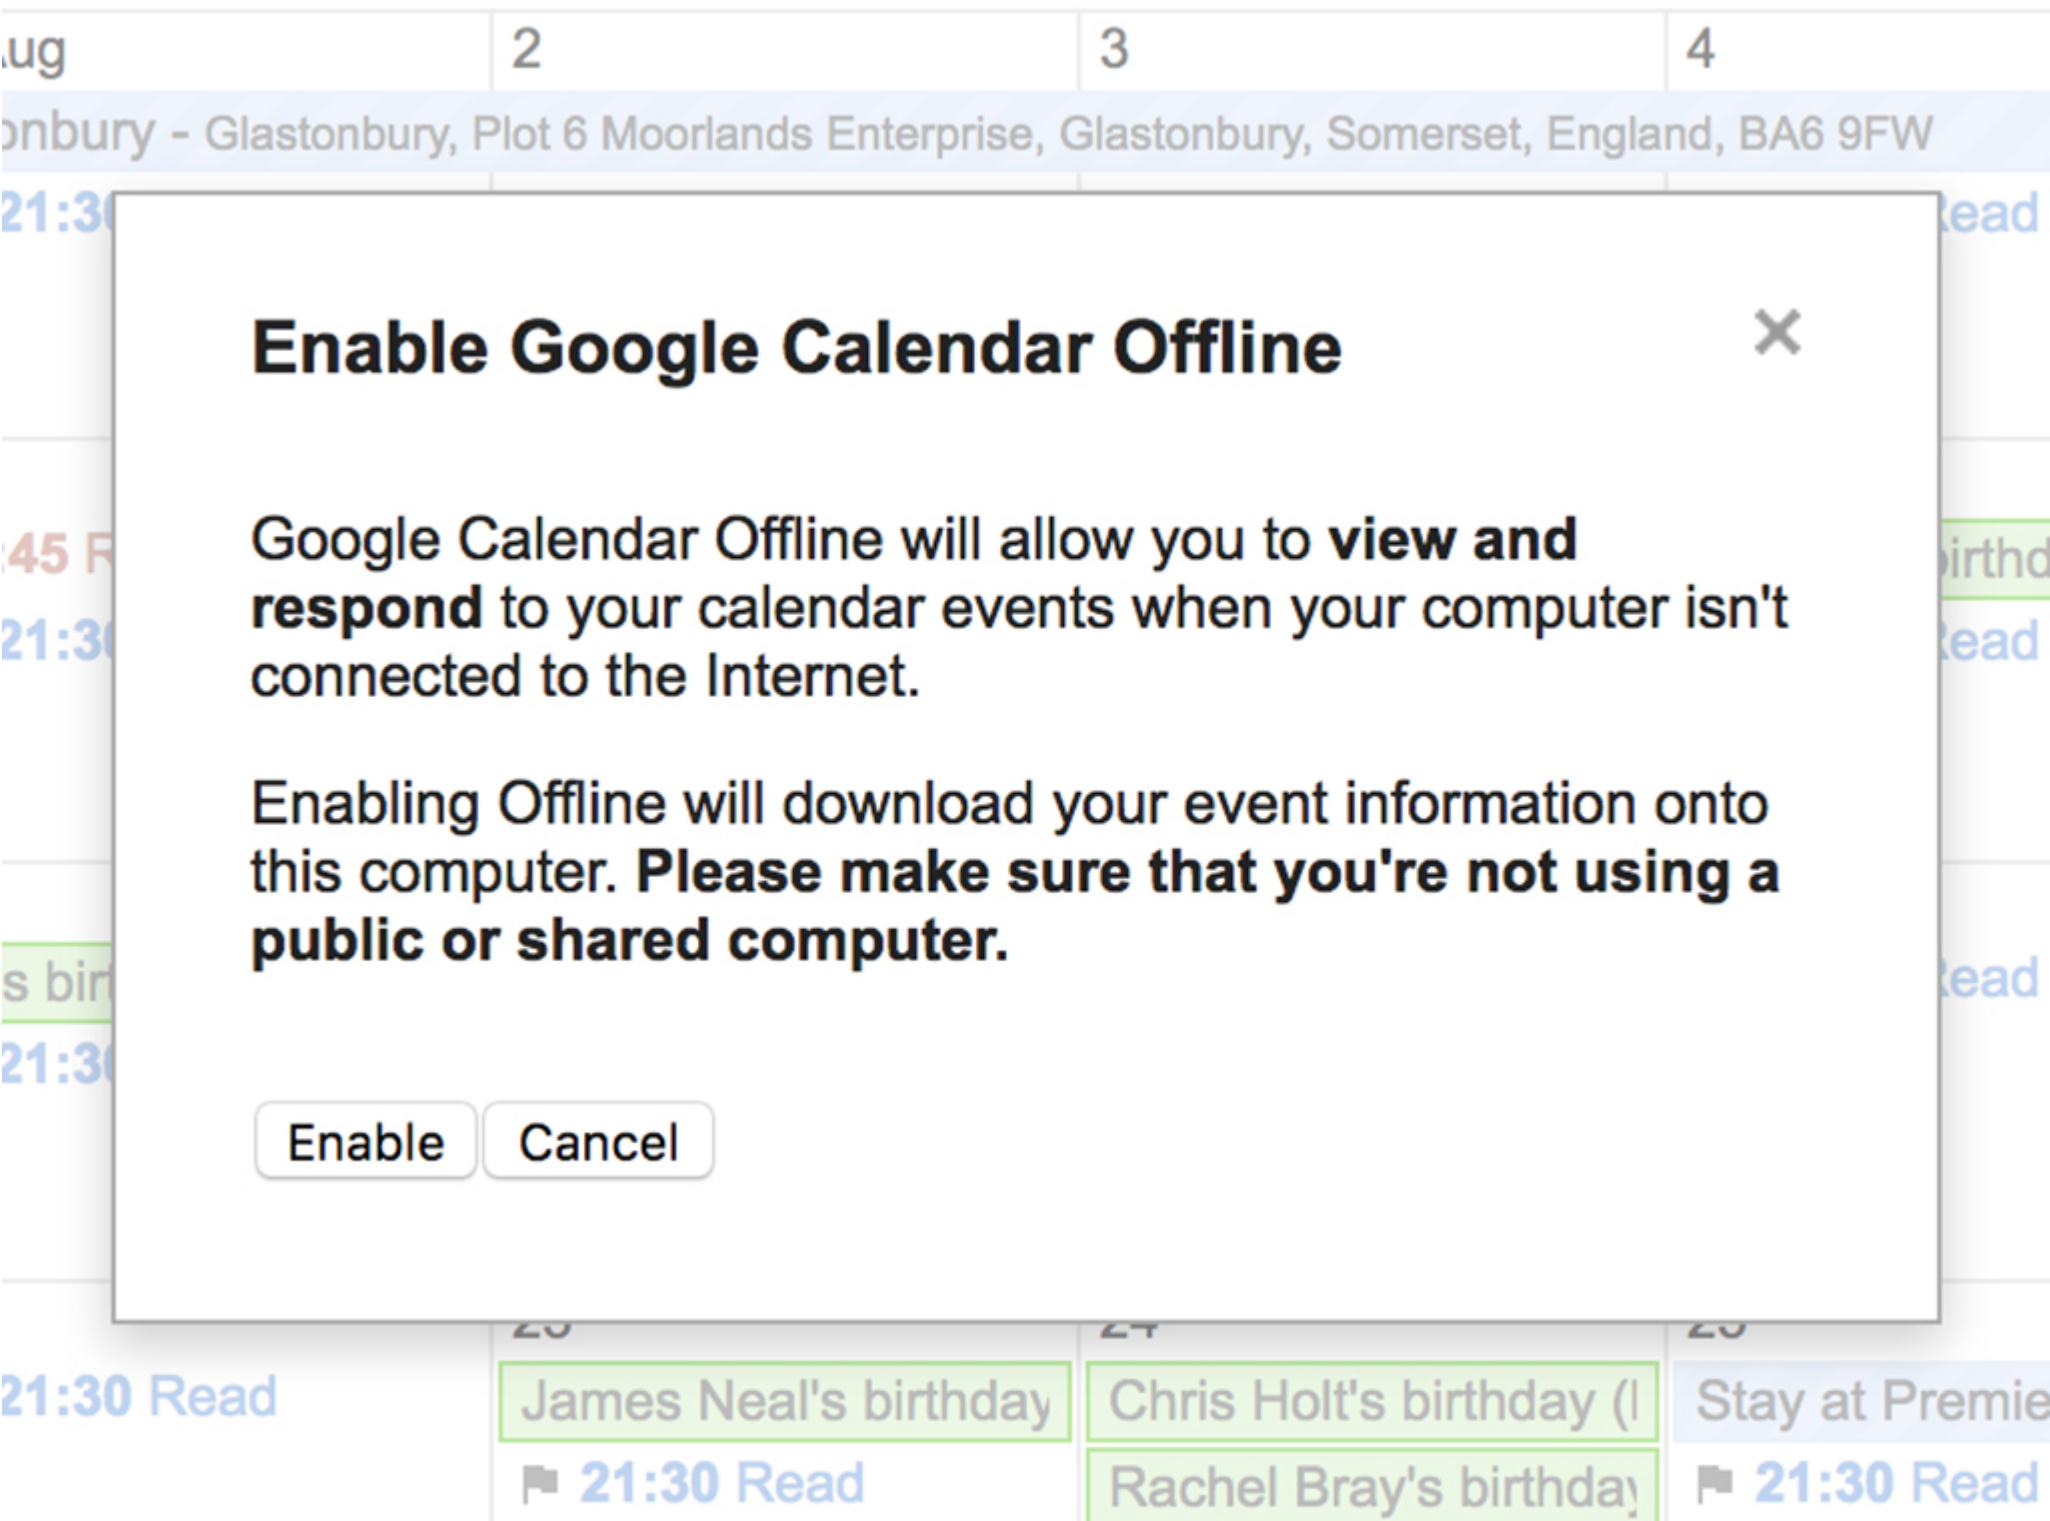 2
3
4
Glastonbury, Plot 6 Moorlands Enterprise, Glastonbury, Somerset, England, BA6 9FW
Enable Google Calendar Offline
Google Calendar Offline will allow you to view and
respond to your calendar events when your computer isn't
connected to the Internet.
Enabling Offline will download your event information onto
this computer. Please make sure that you're not using a
public or shared computer.
Enable Cancel
21:30 Read
James Neal's birthday
Chris Holt's birthday (
Stay at
21:30 Read
Rachel Bray's birthday
21:30 Read